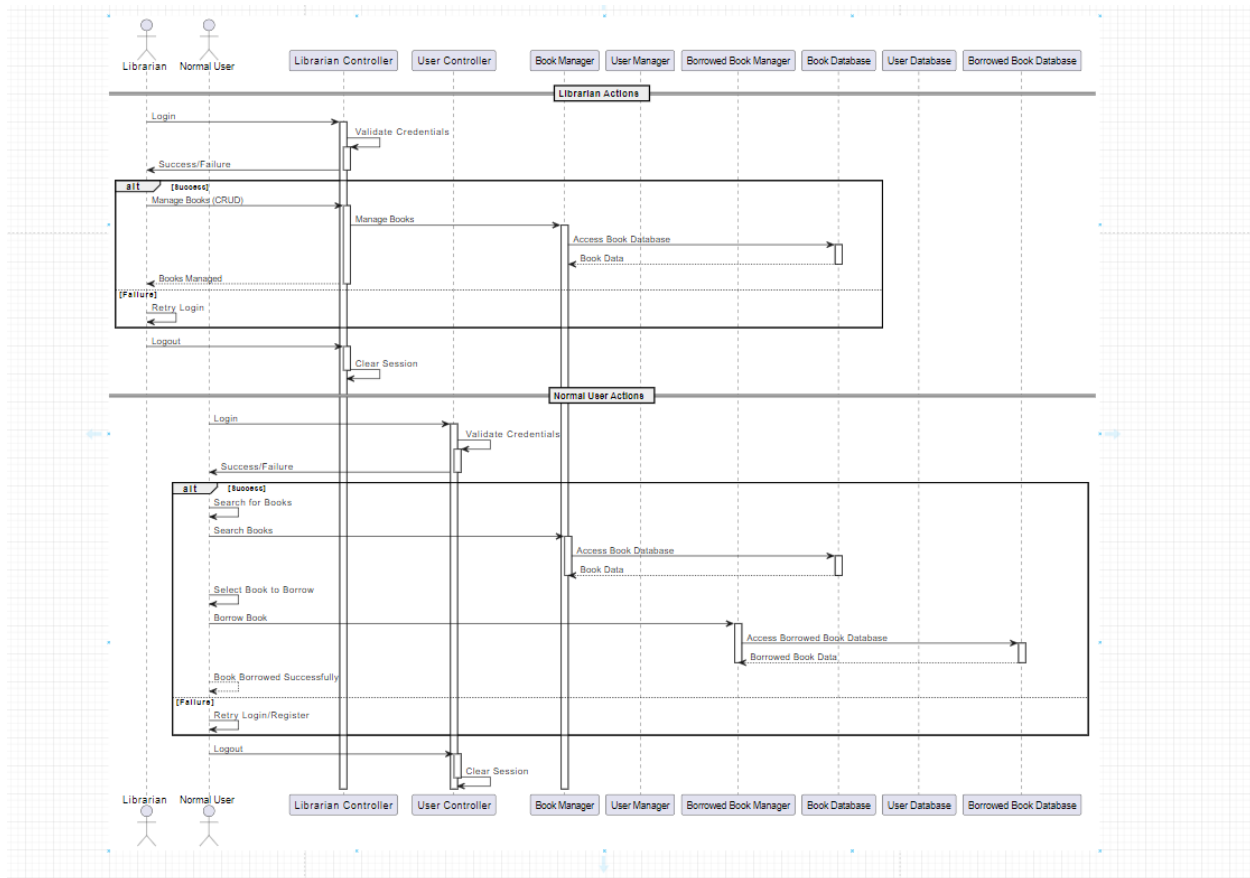 Librarian Normal User Librarian Controller User Controller Book Manager User Manager Borrowed Book Manager Book Database User Database Borrowed Book Database
Librarian Actions
Login
Validate Credentials
Success/Failure
alt [Success]
Manage Books (CRUD)
Manage Books
Access Book Database
Book Data
Books Managed
[Failure]
Retry Login
Logout
Clear Session
Normal User Actions
Login
Validate Credentials
Success/Failure
alt [Success]
Search for Books
Search Books
Access Book Database
Book Data
Select Book to Borrow
Borrow Book
Access Borrowed Book Database
Borrowed Book Data
Book Borrowed Successfully
[Failure]
Retry Login/Register
Logout
Clear Session
Librarian Normal User Librarian Controller User Controller Book Manager User Manager Borrowed Book Manager Book Database User Database Borrowed Book Database